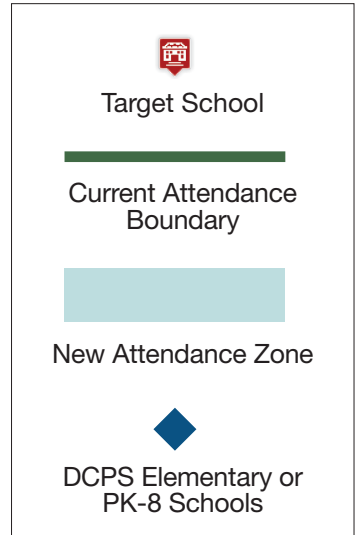 Target School
Current Attendance
Boundary
New Attendance Zone
DCPS Elementary or
PK-8 Schools